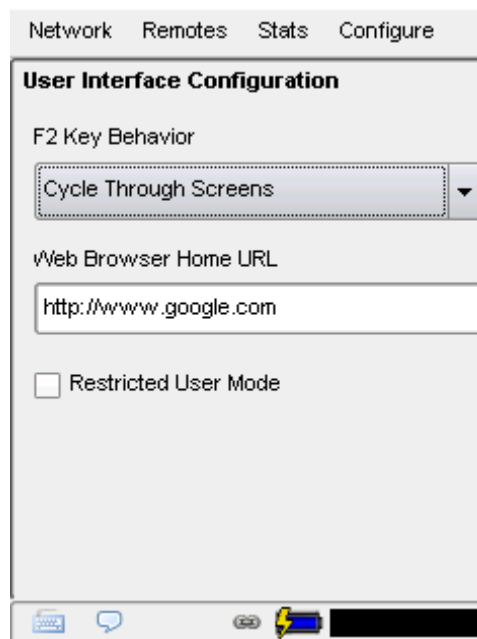 Network Remotes Stats Configure
User Interface Configuration
F2 Key Behavior
Cycle Through Screens
Web Browser Home URL
http://www.google.com
Restricted User Mode